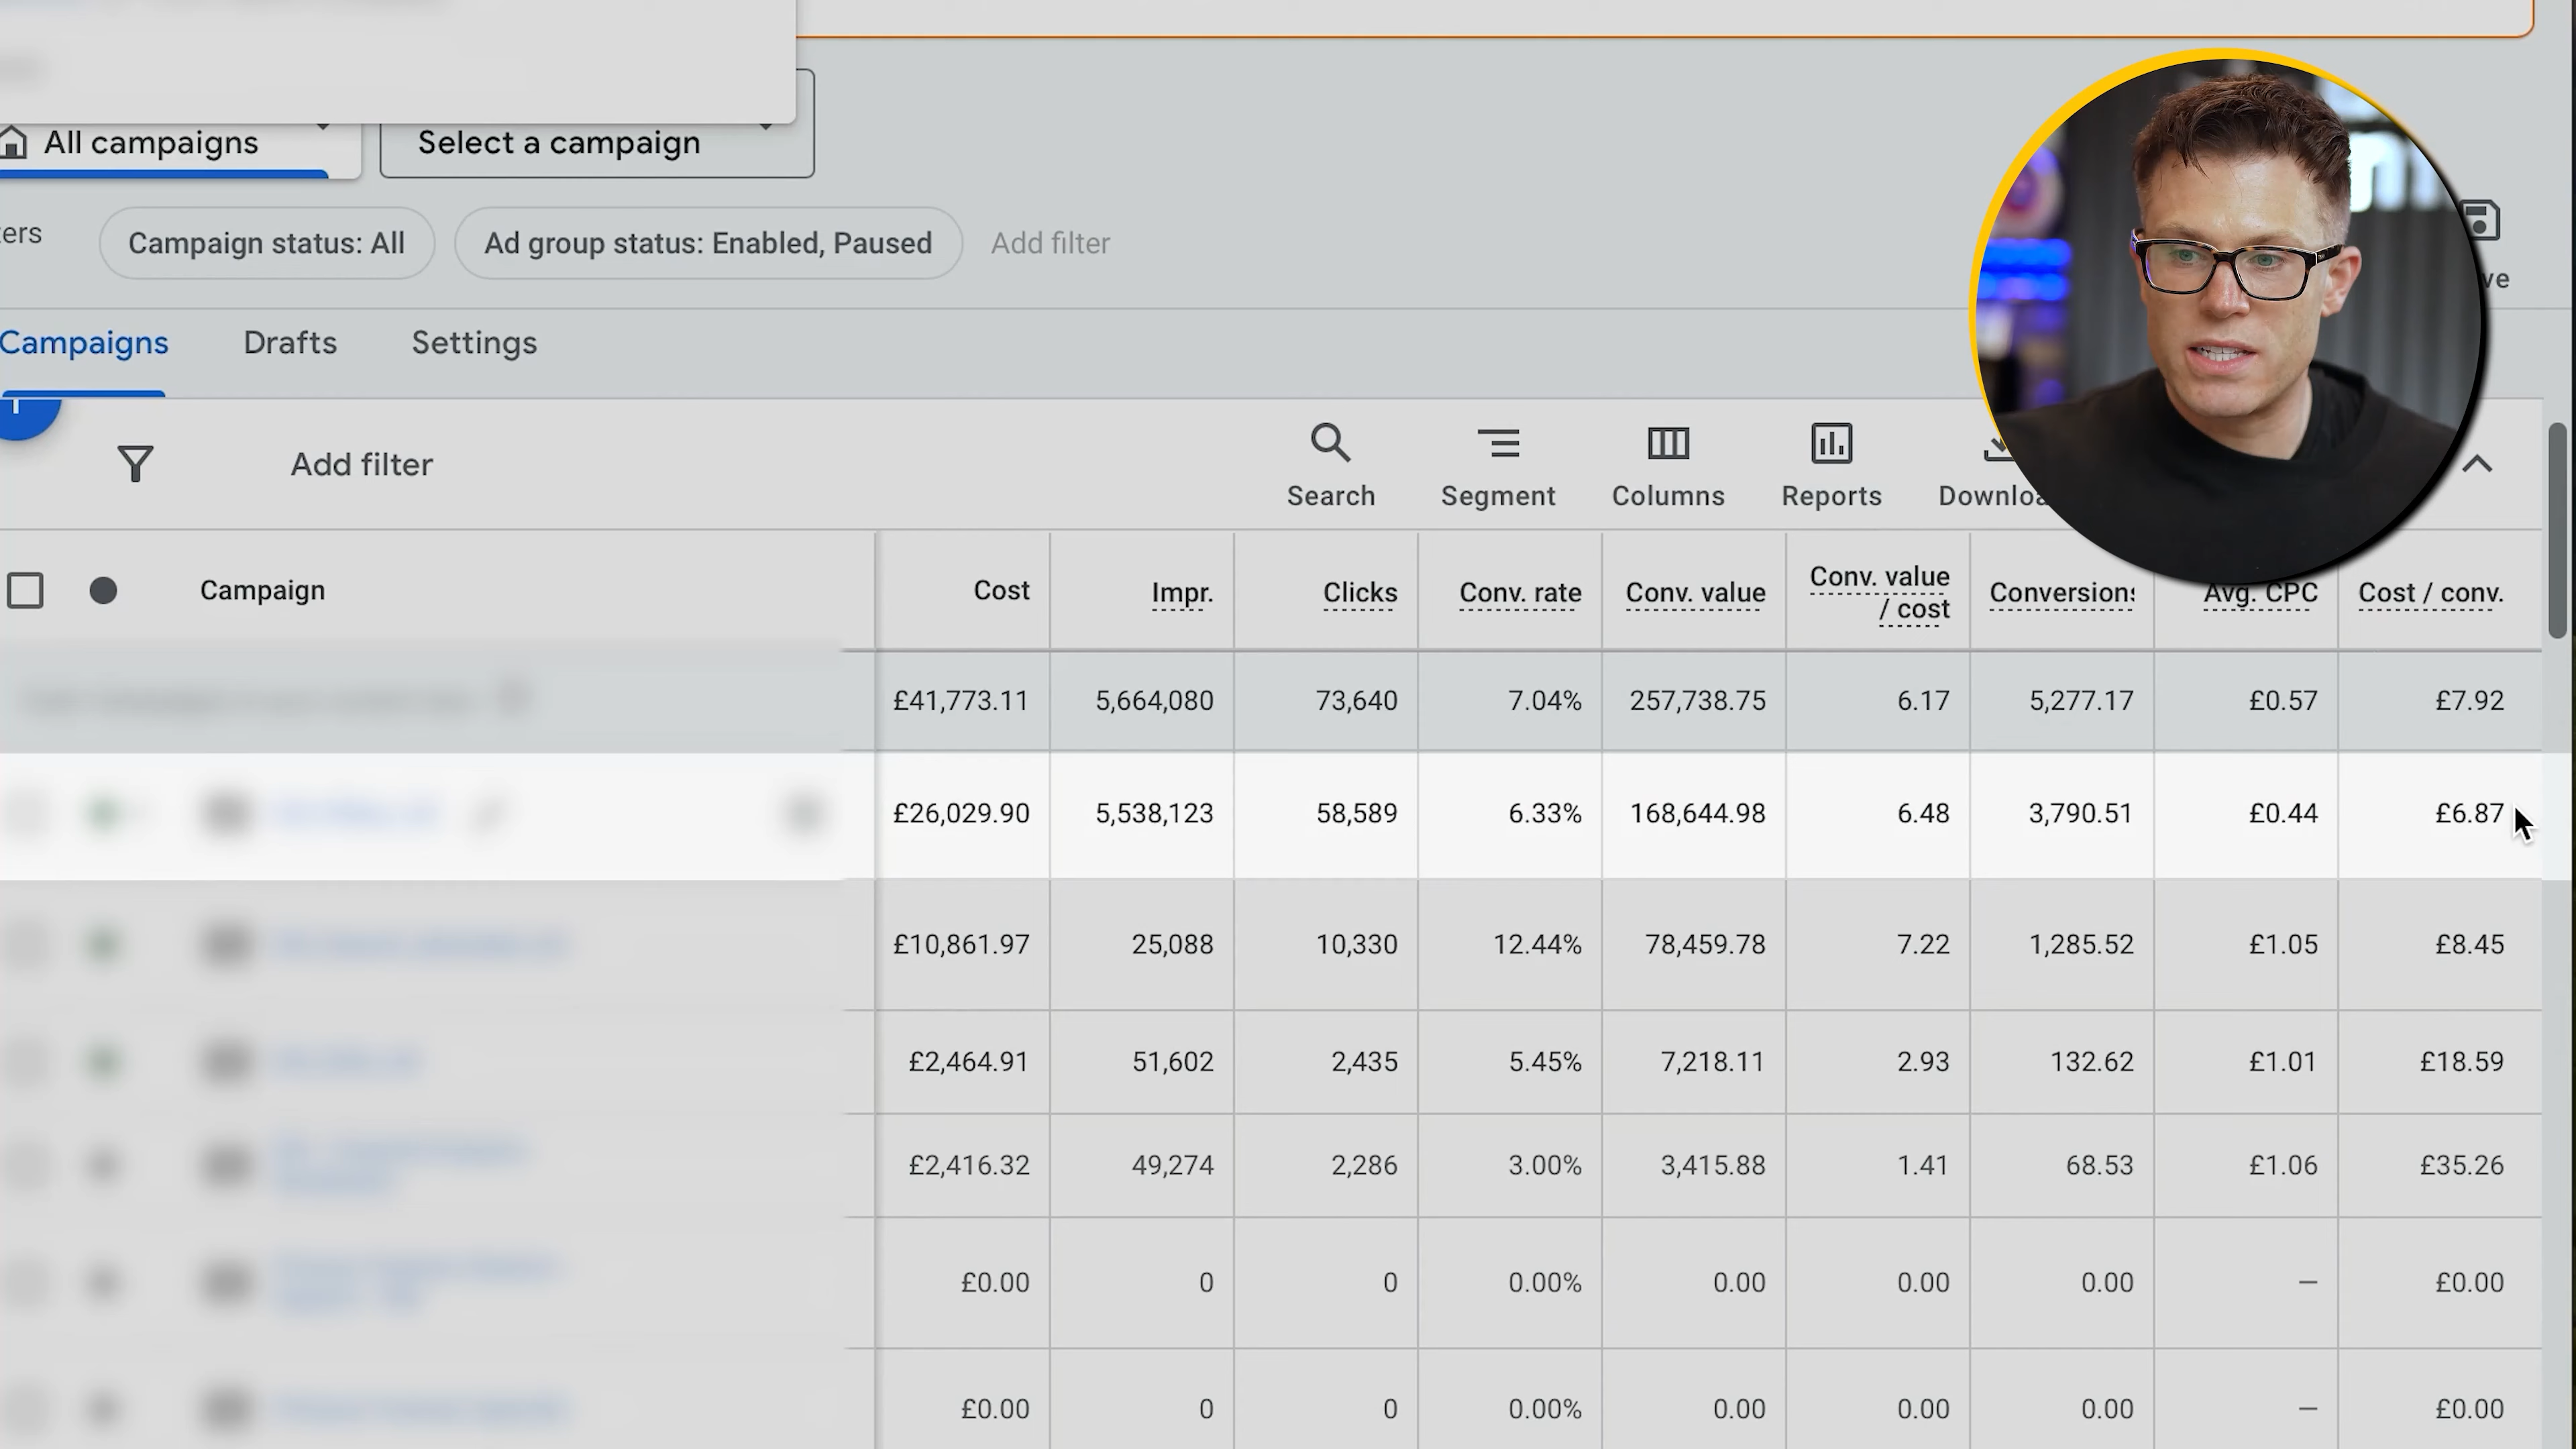 All campaigns
Select a campaign
Campaign status: All
Ad group status: Enabled, Paused
Add filter
Campaigns
Drafts
Settings
Add filter
Search
Segment
Columns
Reports
Campaign
Cost
Impr.
Clicks
Conv. rate
Conv. value
Conv. value
/ cost
Conversions
Avg. CPC
Cost / conv.
£41,773.11 5,664,080 73,640 7.04% 257,738.75 6.17 5,277.17 £0.57 £7.92
£26,029.90 5,538,123 58,589 6.33% 168,644.98 6.48 3,790.51 £0.44 £6.87
£10,861.97 25,088 10,330 12.44% 78,459.78 7.22 1,285.52 £1.05 £8.45
£2,464.91 51,602 2,435 5.45% 7,218.11 2.93 132.62 £1.01 £18.59
£2,416.32 49,274 2,286 3.00% 3,415.88 1.41 68.53 £1.06 £35.26
£0.00 0 0 0.00% 0.00 0.00 0.00 — £0.00
£0.00 0 0 0.00% 0.00 0.00 0.00 — £0.00